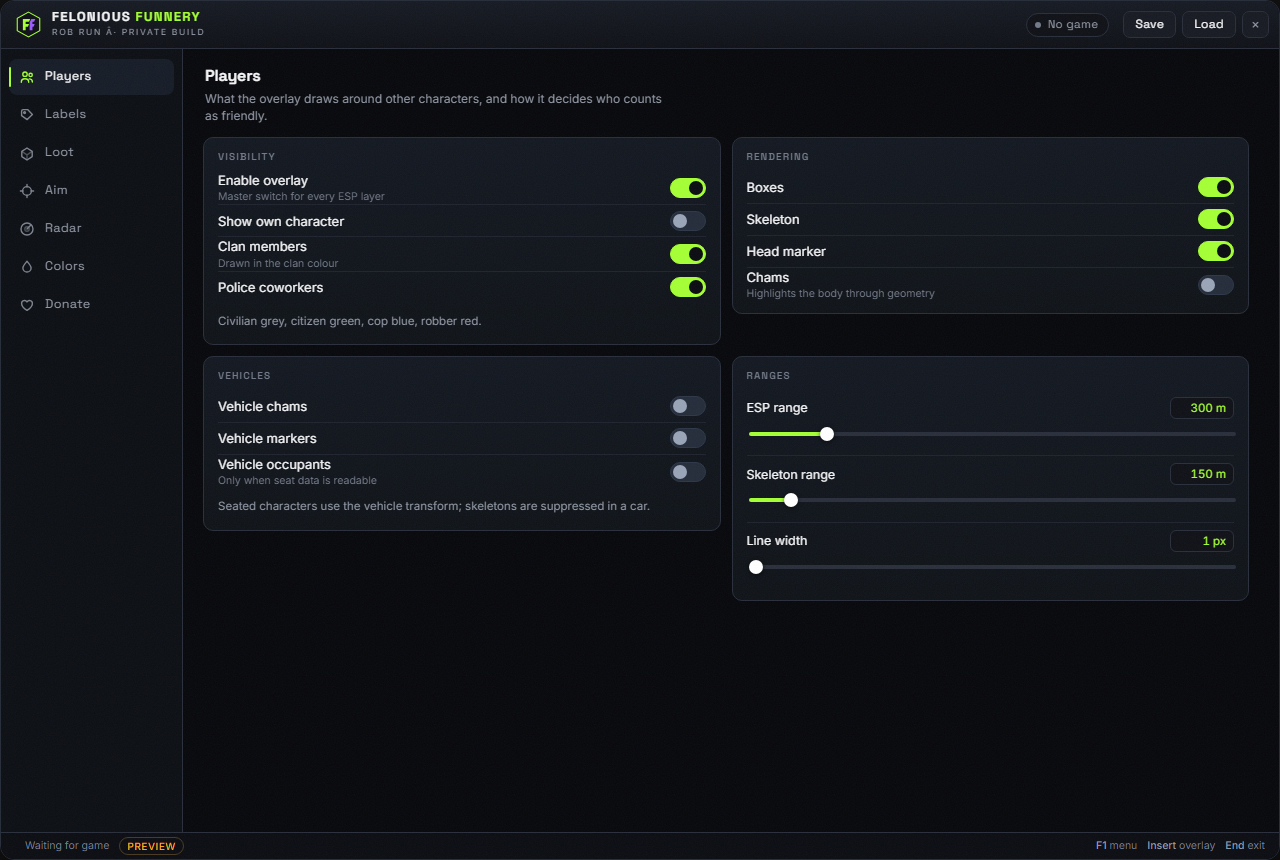 FELONIOUS FUNNERY
ROB RUN Â· PRIVATE BUILD
No game
Save
Load
×
Players
Labels
Loot
Aim
Radar
Colors
Donate
Players
What the overlay draws around other characters, and how it decides who counts
as friendly.
VISIBILITY
Enable overlay
Master switch for every ESP layer
Show own character
Clan members
Drawn in the clan colour
Police coworkers
Civilian grey, citizen green, cop blue, robber red.
RENDERING
Boxes
Skeleton
Head marker
Chams
Highlights the body through geometry
VEHICLES
Vehicle chams
Vehicle markers
Vehicle occupants
Only when seat data is readable
Seated characters use the vehicle transform; skeletons are suppressed in a car.
RANGES
ESP range
300 m
Skeleton range
150 m
Line width
1 px
Waiting for game
PREVIEW
F1 menu
Insert overlay
End exit